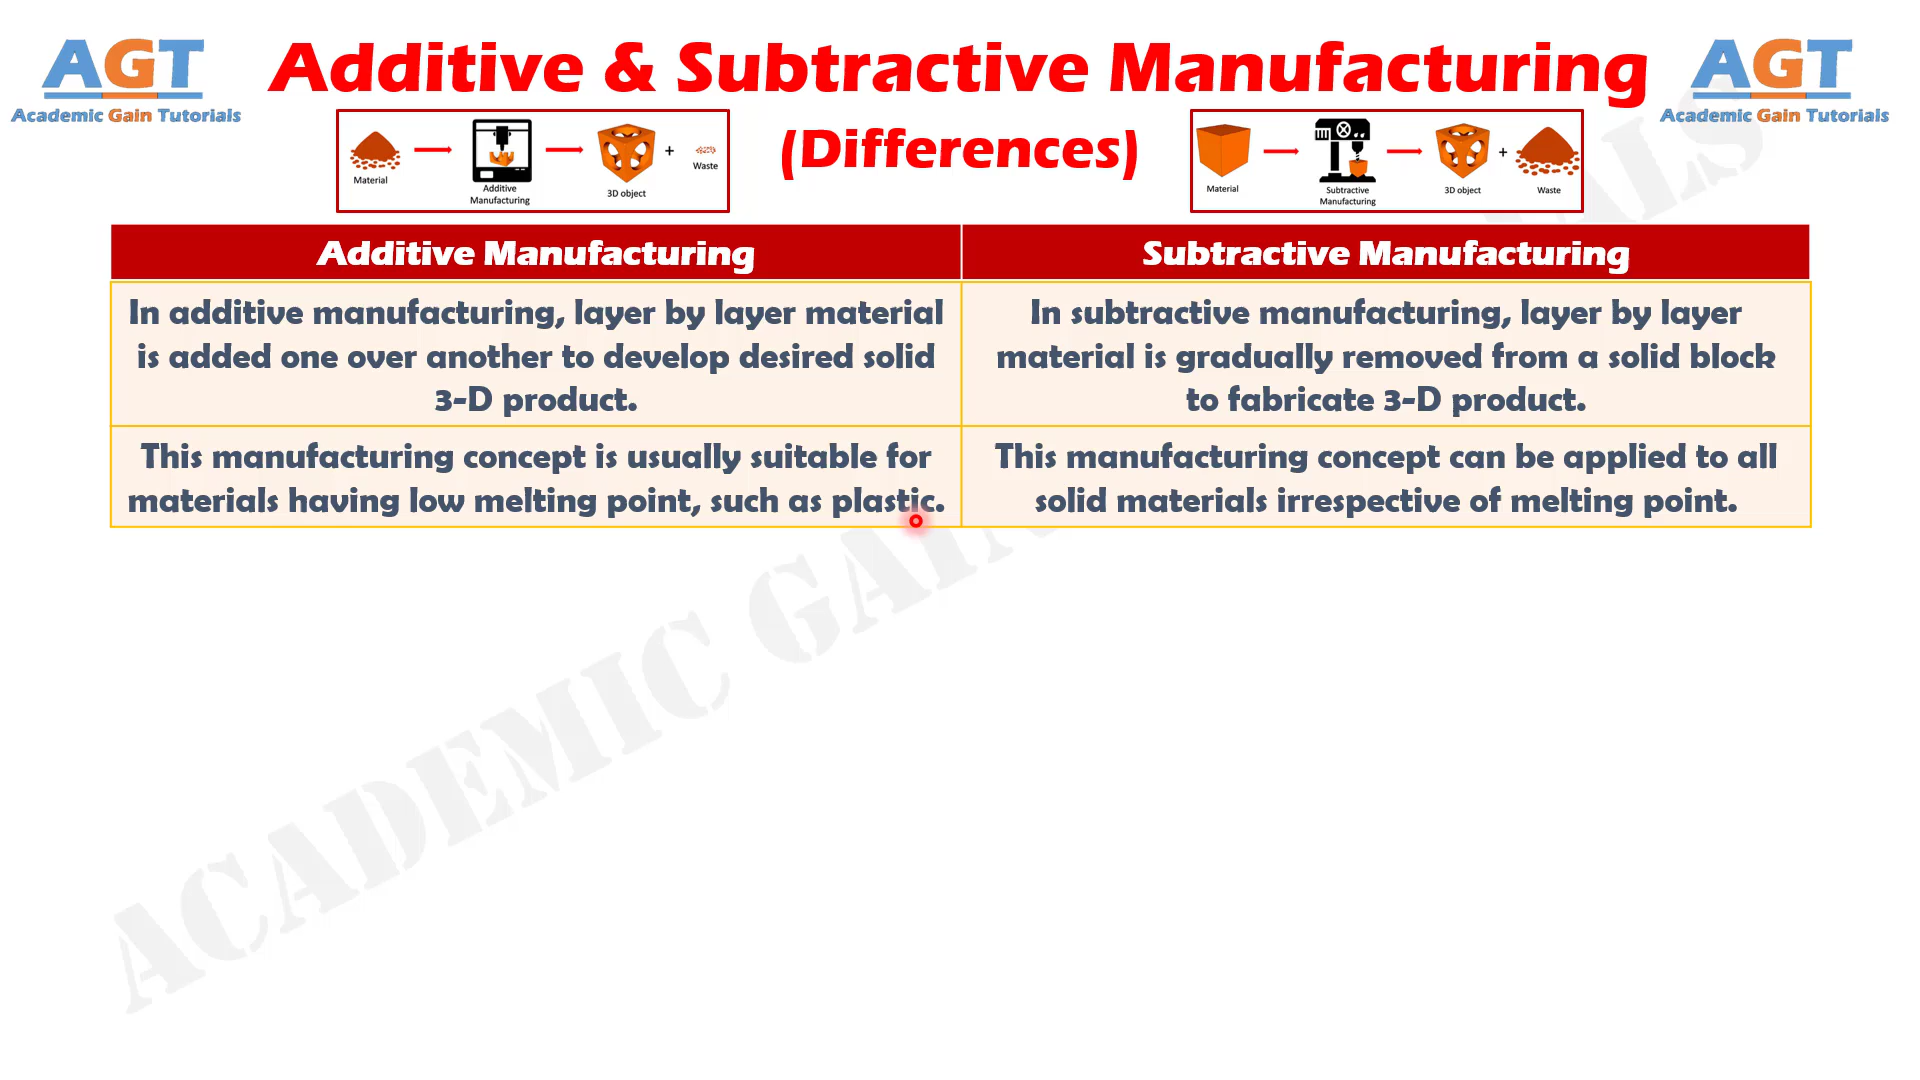 AGT
Academic Gain Tutorials
Additive & Subtractive Manufacturing
(Differences)
AGT
Academic Gain Tutorials
Material
Additive
Manufacturing
3D object
+
Waste
Material
Subtractive
Manufacturing
3D object
+
Waste
Additive Manufacturing
Subtractive Manufacturing
In additive manufacturing, layer by layer material
is added one over another to develop desired solid
3-D product.
In subtractive manufacturing, layer by layer
material is gradually removed from a solid block
to fabricate 3-D product.
This manufacturing concept is usually suitable for
materials having low melting point, such as plastic.
This manufacturing concept can be applied to all
solid materials irrespective of melting point.
ACADEMIC GAIN